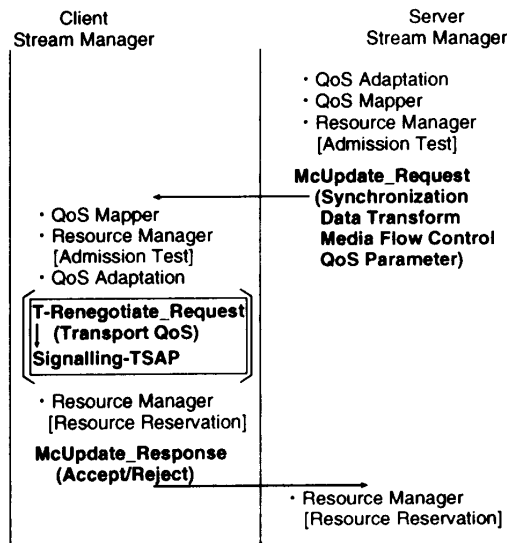 Client
Stream Manager
Server
Stream Manager
・QoS Adaptation
・QoS Mapper
・Resource Manager
[Admission Test]
McUpdate_Request
(Synchronization
Data Transform
Media Flow Control
QoS Parameter)
・QoS Mapper
・Resource Manager
[Admission Test]
・QoS Adaptation
T-Renegotiate_Request
(Transport QoS)
Signalling-TSAP
・Resource Manager
[Resource Reservation]
McUpdate_Response
(Accept/Reject)
・Resource Manager
[Resource Reservation]